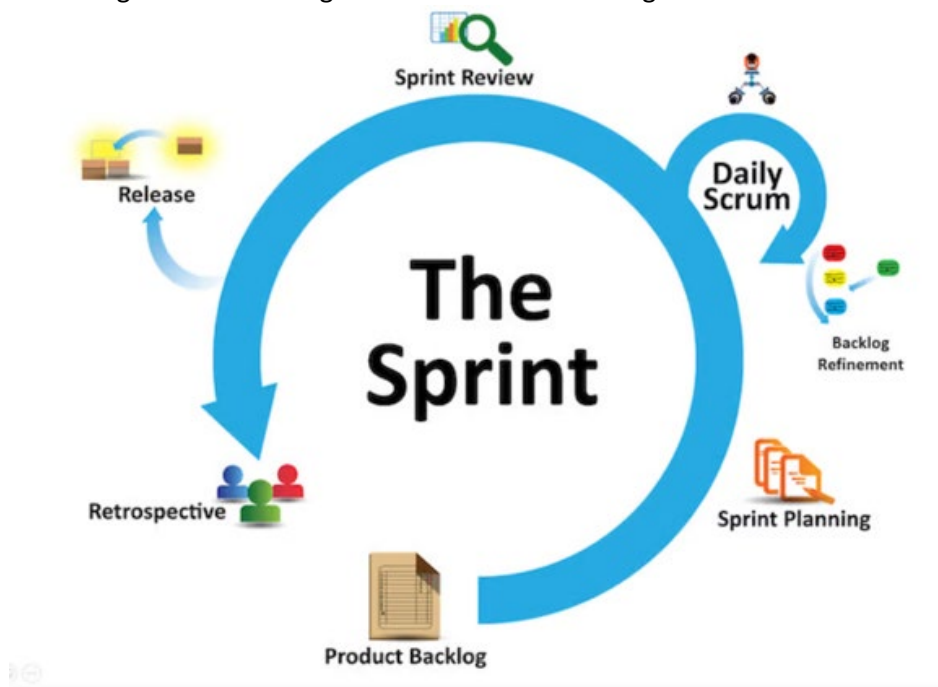 Sprint Review
Daily
Scrum
Release
The
Sprint
Backlog
Refinement
Retrospective
Sprint Planning
Product Backlog